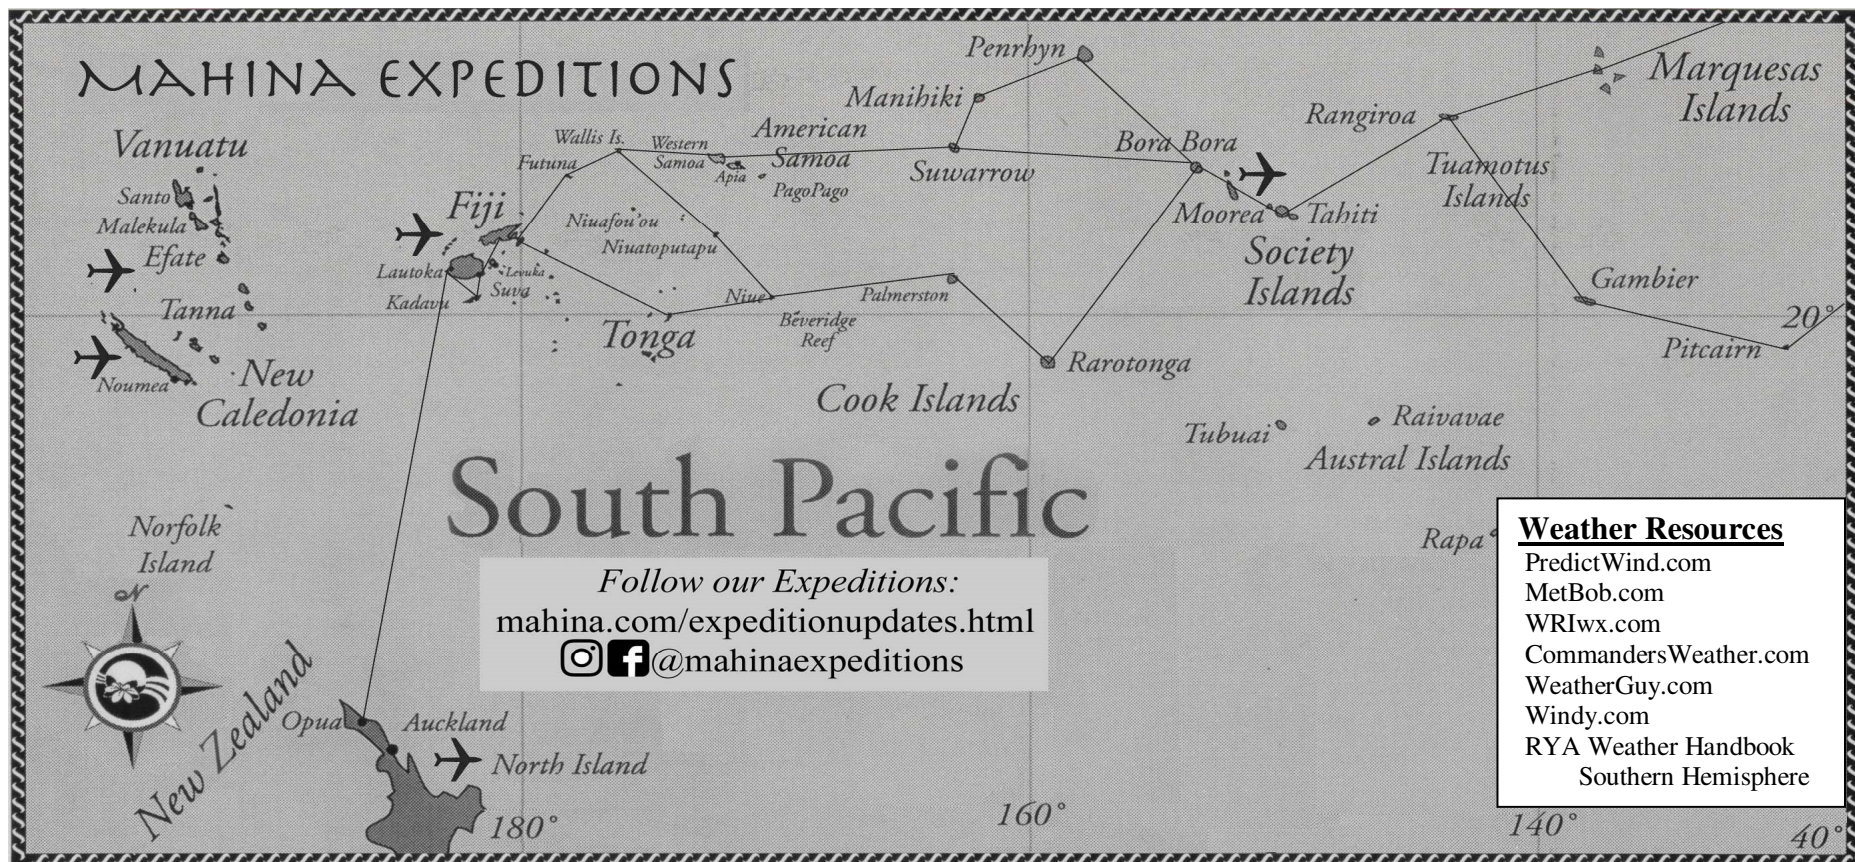 MAHINA EXPEDITIONS
Penrhyn
Marquesas
Islands
Manihiki
Rangiroa
Vanuatu
Wallis Is.
Western
Samoa
American
Samoa
Bora Bora
Futuna
Apia
PagoPago
Suwarrow
Tuamotus
Islands
Santo
Malekula
Fiji
Niuafou'ou
Niuatoputapu
Moorea
Tahiti
Efate
Lautoka
Levuka
Suva
Kadavu
Society
Islands
Gambier
Tanna
Niue
Palmerston
20°
Tonga
Beveridge
Reef
Pitcairn
Noumea
New
Caledonia
Rarotonga
Cook Islands
Tubuai
Raivavae
Austral Islands
South Pacific
Norfolk
Island
Rapa
N
Follow our Expeditions:
mahina.com/expeditionupdates.html
@mahinaexpeditions
Weather Resources
PredictWind.com
MetBob.com
WRIwx.com
CommandersWeather.com
WeatherGuy.com
Windy.com
RYA Weather Handbook
Southern Hemisphere
New Zealand
Opua
Auckland
North Island
180°
160°
140°
40°